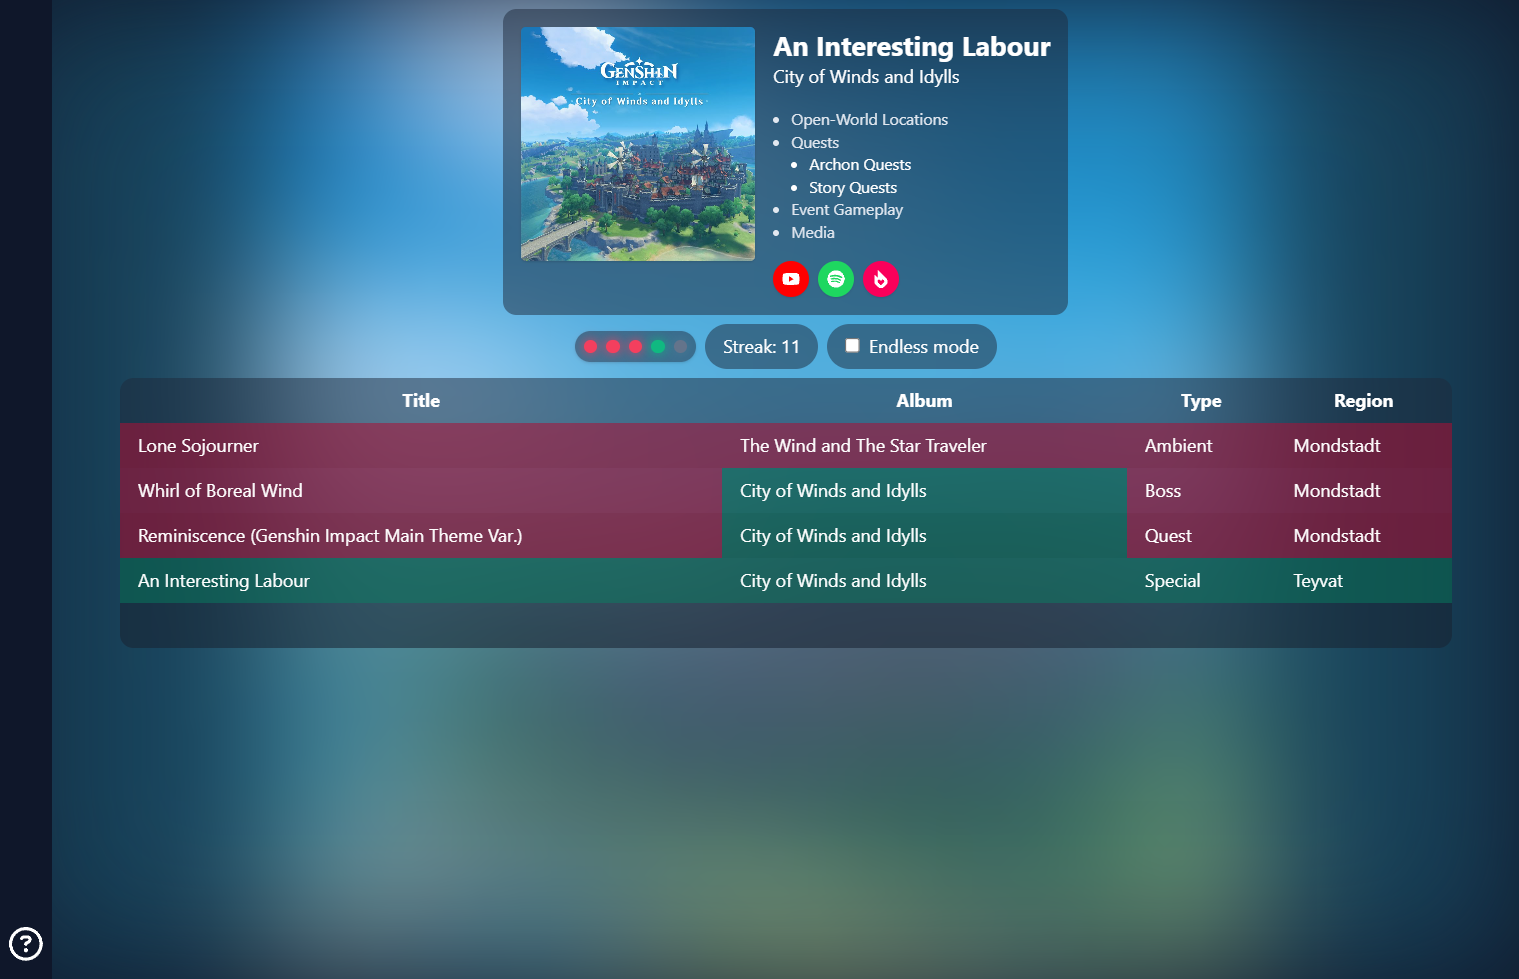 GENSHIN
IMPACT
City of Winds and Idylls
An Interesting Labour
City of Winds and Idylls
Open-World Locations
Quests
Archon Quests
Story Quests
Event Gameplay
Media
Streak: 11
Endless mode
Title Album Type Region
Lone Sojourner The Wind and The Star Traveler Ambient Mondstadt
Whirl of Boreal Wind City of Winds and Idylls Boss Mondstadt
Reminiscence (Genshin Impact Main Theme Var.) City of Winds and Idylls Quest Mondstadt
An Interesting Labour City of Winds and Idylls Special Teyvat
?